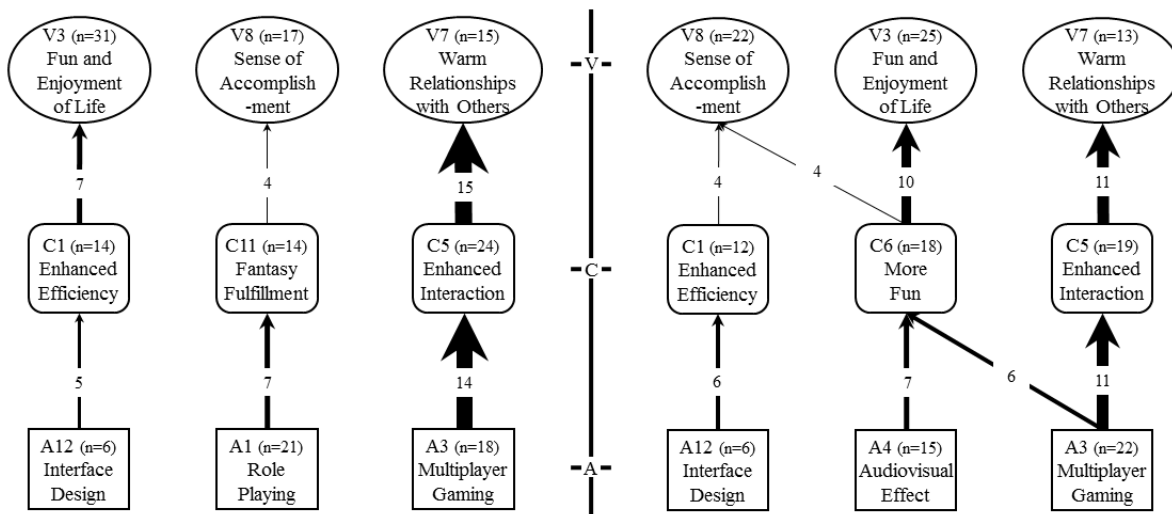 V3 (n=31)
Fun and
Enjoyment
of Life
V8 (n=17)
Sense of
Accomplish
-ment
V7 (n=15)
Warm
Relationships
with Others
7
4
15
C1 (n=14)
Enhanced
Efficiency
C11 (n=14)
Fantasy
Fulfillment
C5 (n=24)
Enhanced
Interaction
5
7
14
A12 (n=6)
Interface
Design
A1 (n=21)
Role
Playing
A3 (n=18)
Multiplayer
Gaming
V
C
A
V8 (n=22)
Sense of
Accomplish
-ment
V3 (n=25)
Fun and
Enjoyment
of Life
V7 (n=13)
Warm
Relationships
with Others
4
4
10
11
C1 (n=12)
Enhanced
Efficiency
C6 (n=18)
More
Fun
C5 (n=19)
Enhanced
Interaction
6
7
6
11
A12 (n=6)
Interface
Design
A4 (n=15)
Audiovisual
Effect
A3 (n=22)
Multiplayer
Gaming